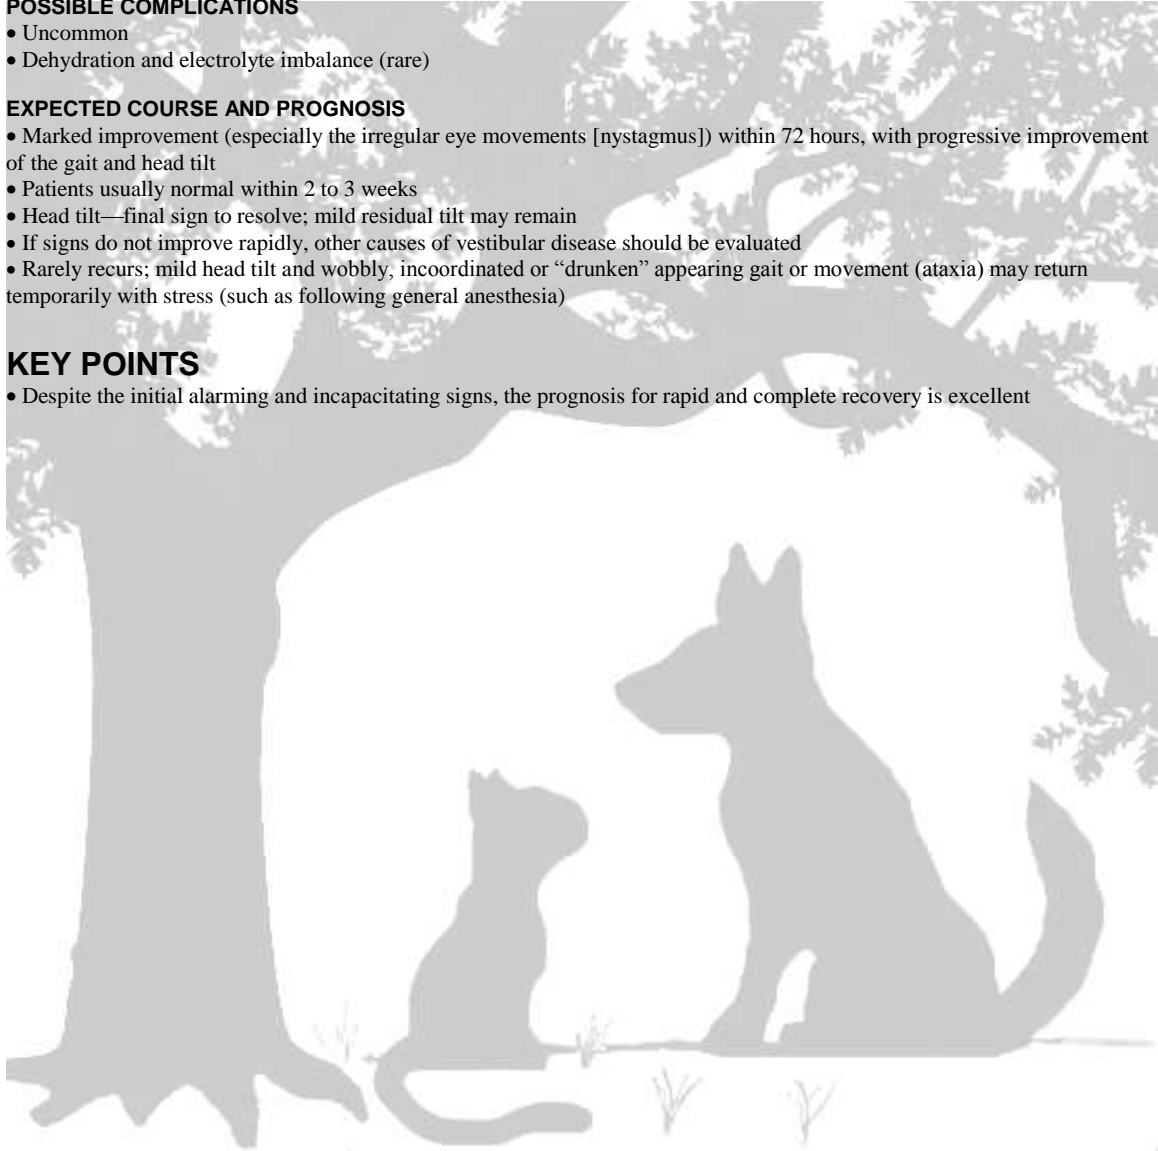 POSSIBLE COMPLICATIONS
• Uncommon
• Dehydration and electrolyte imbalance (rare)
EXPECTED COURSE AND PROGNOSIS
• Marked improvement (especially the irregular eye movements [nystagmus]) within 72 hours, with progressive improvement
of the gait and head tilt
• Patients usually normal within 2 to 3 weeks
• Head tilt—final sign to resolve; mild residual tilt may remain
• If signs do not improve rapidly, other causes of vestibular disease should be evaluated
• Rarely recurs; mild head tilt and wobbly, incoordinated or “drunken” appearing gait or movement (ataxia) may return
temporarily with stress (such as following general anesthesia)
KEY POINTS
• Despite the initial alarming and incapacitating signs, the prognosis for rapid and complete recovery is excellent